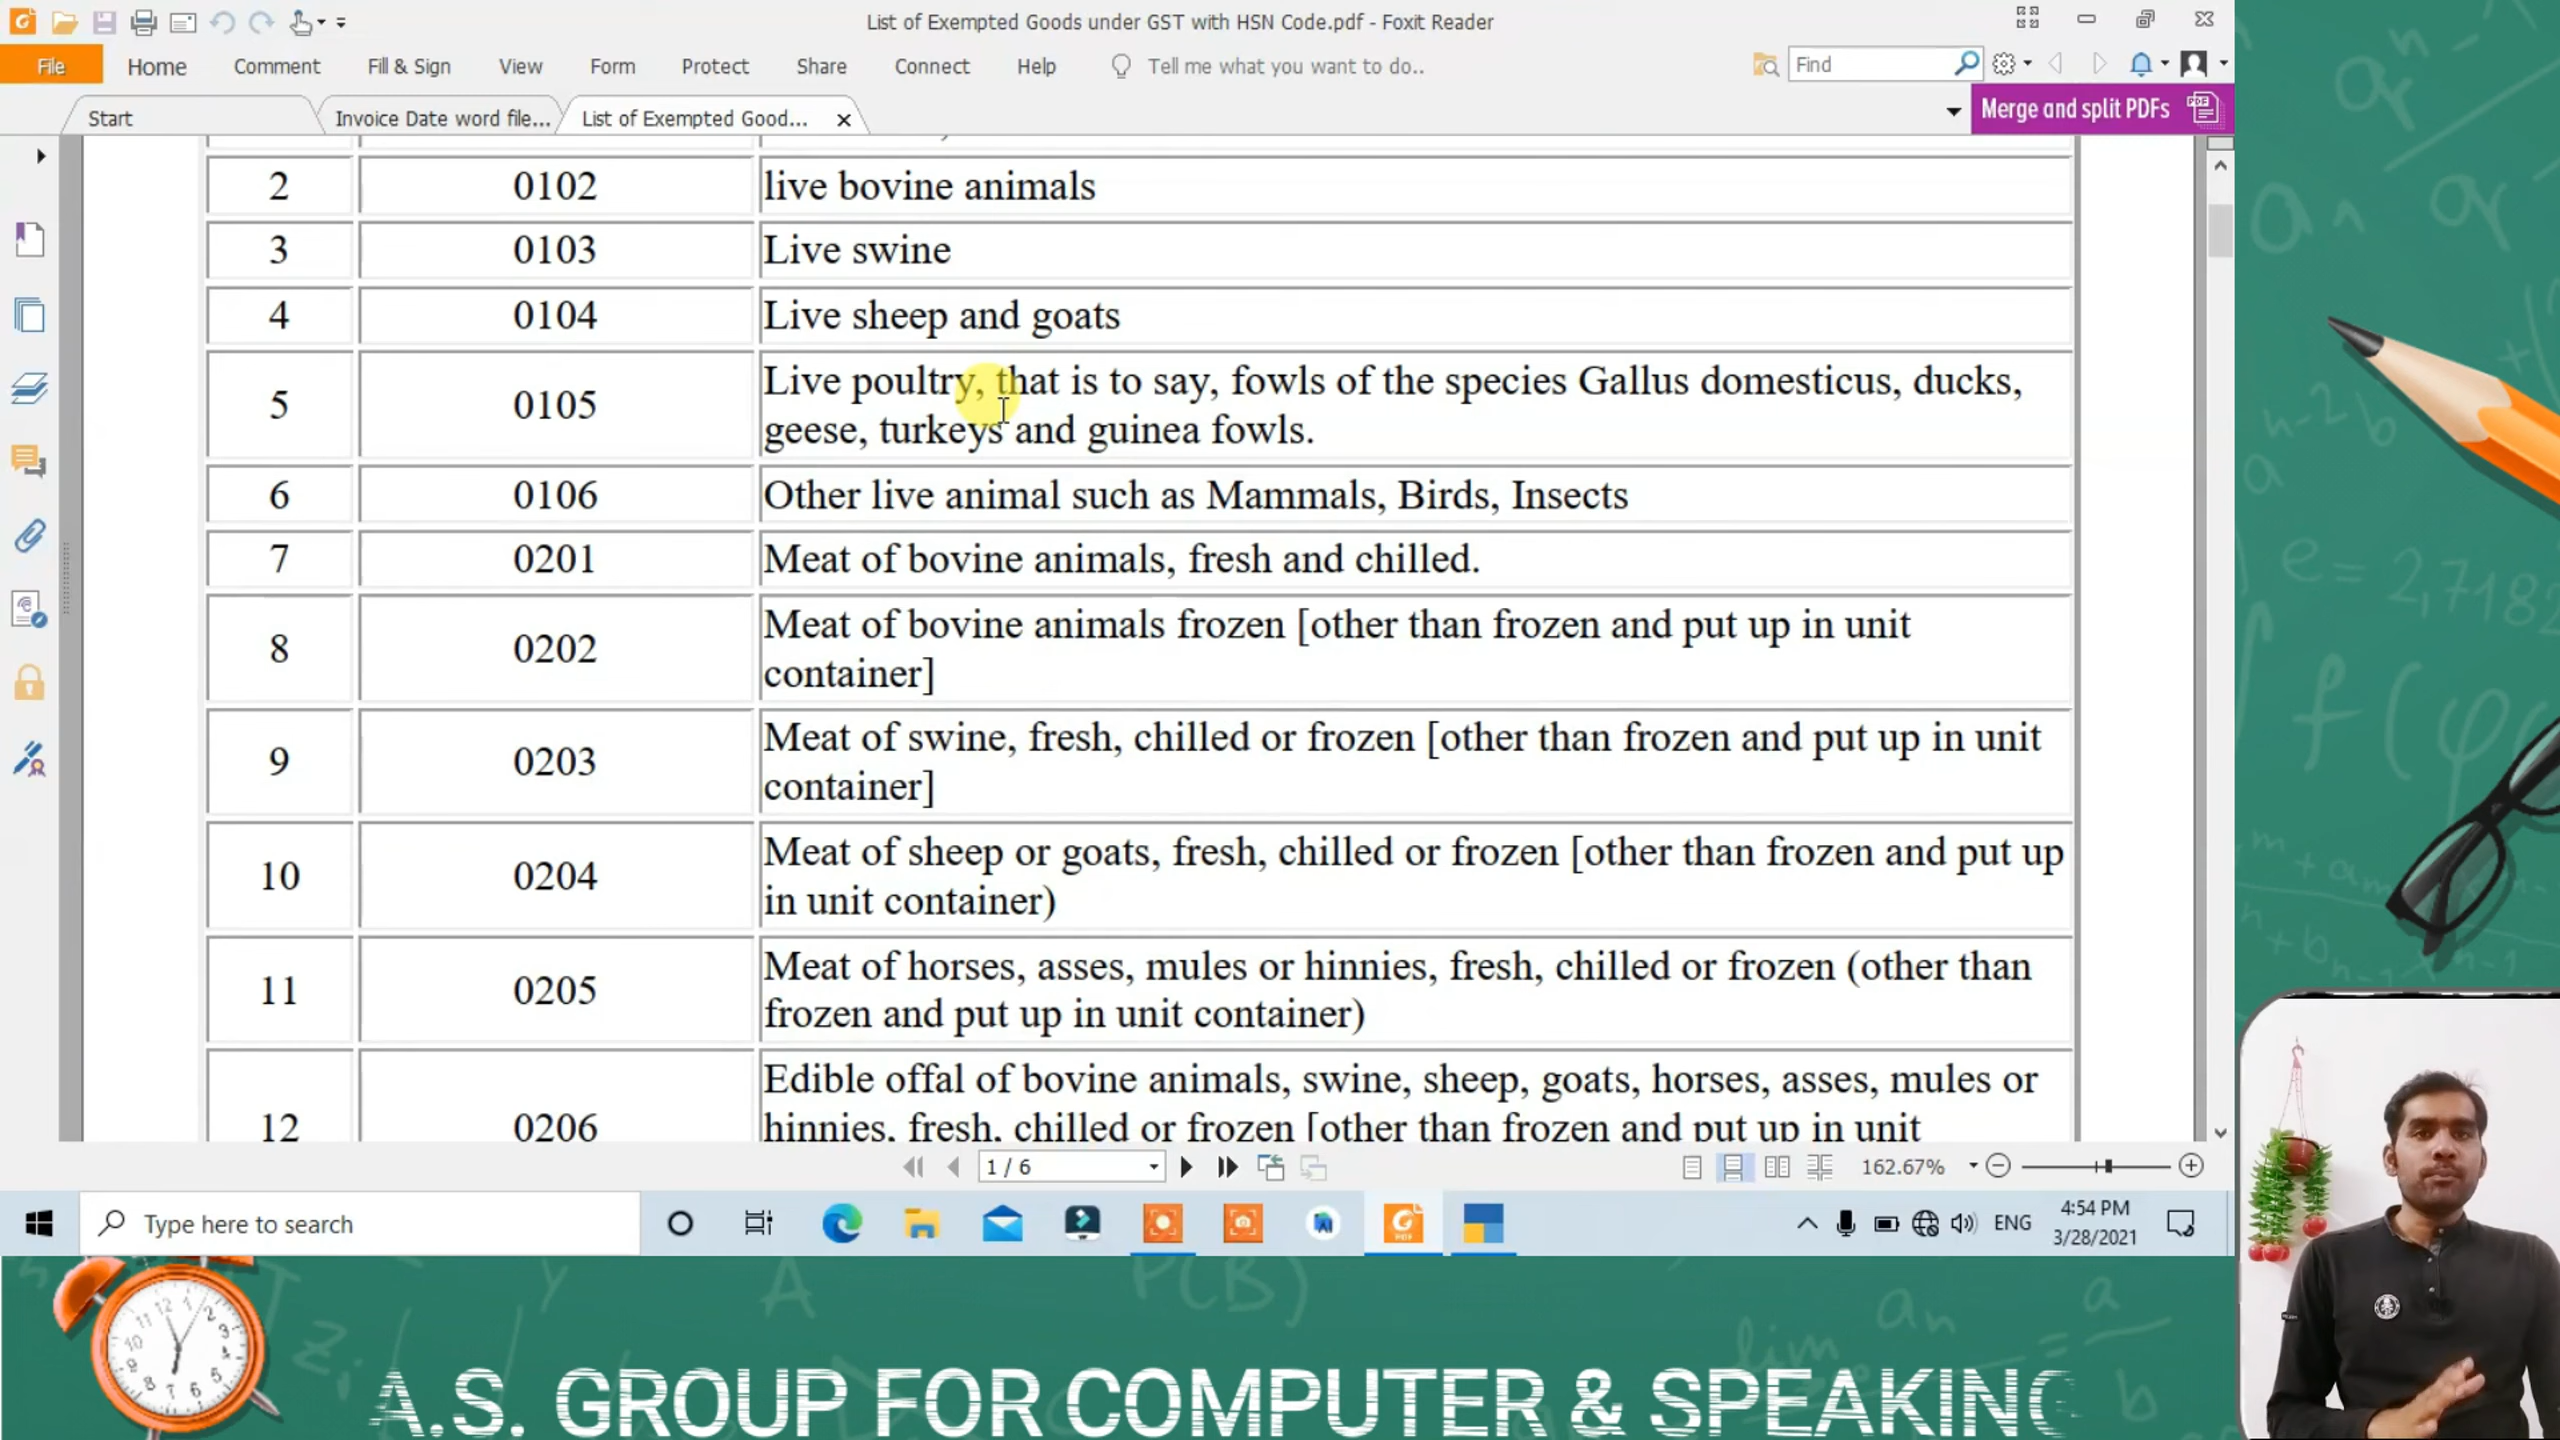 List of Exempted Goods under GST with HSN Code.pdf - Foxit Reader
File Home Comment Fill & Sign View Form Protect Share Connect Help Tell me what you want to do.. Find
Start Invoice Date word file... List of Exempted Good... Merge and split PDFs
2 0102 live bovine animals
3 0103 Live swine
4 0104 Live sheep and goats
5 0105 Live poultry, that is to say, fowls of the species Gallus domesticus, ducks,
geese, turkeys and guinea fowls.
6 0106 Other live animal such as Mammals, Birds, Insects
7 0201 Meat of bovine animals, fresh and chilled.
8 0202 Meat of bovine animals frozen [other than frozen and put up in unit
container]
9 0203 Meat of swine, fresh, chilled or frozen [other than frozen and put up in unit
container]
10 0204 Meat of sheep or goats, fresh, chilled or frozen [other than frozen and put up
in unit container)
11 0205 Meat of horses, asses, mules or hinnies, fresh, chilled or frozen (other than
frozen and put up in unit container)
12 0206 Edible offal of bovine animals, swine, sheep, goats, horses, asses, mules or
hinnies, fresh, chilled or frozen [other than frozen and put up in unit
1 / 6 162.67%
Type here to search ENG 4:54 PM
3/28/2021
A.S. GROUP FOR COMPUTER & SPEAKING